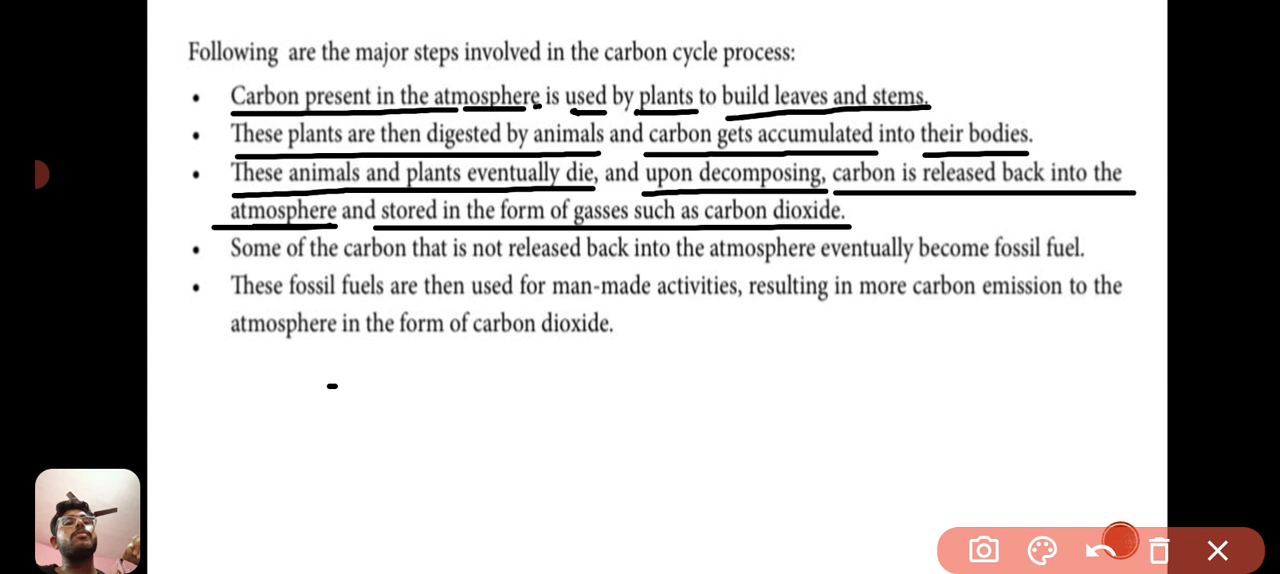 Following are the major steps involved in the carbon cycle process:
• Carbon present in the atmosphere is used by plants to build leaves and stems.
• These plants are then digested by animals and carbon gets accumulated into their bodies.
• These animals and plants eventually die, and upon decomposing, carbon is released back into the
atmosphere and stored in the form of gasses such as carbon dioxide.
• Some of the carbon that is not released back into the atmosphere eventually become fossil fuel.
• These fossil fuels are then used for man-made activities, resulting in more carbon emission to the
atmosphere in the form of carbon dioxide.